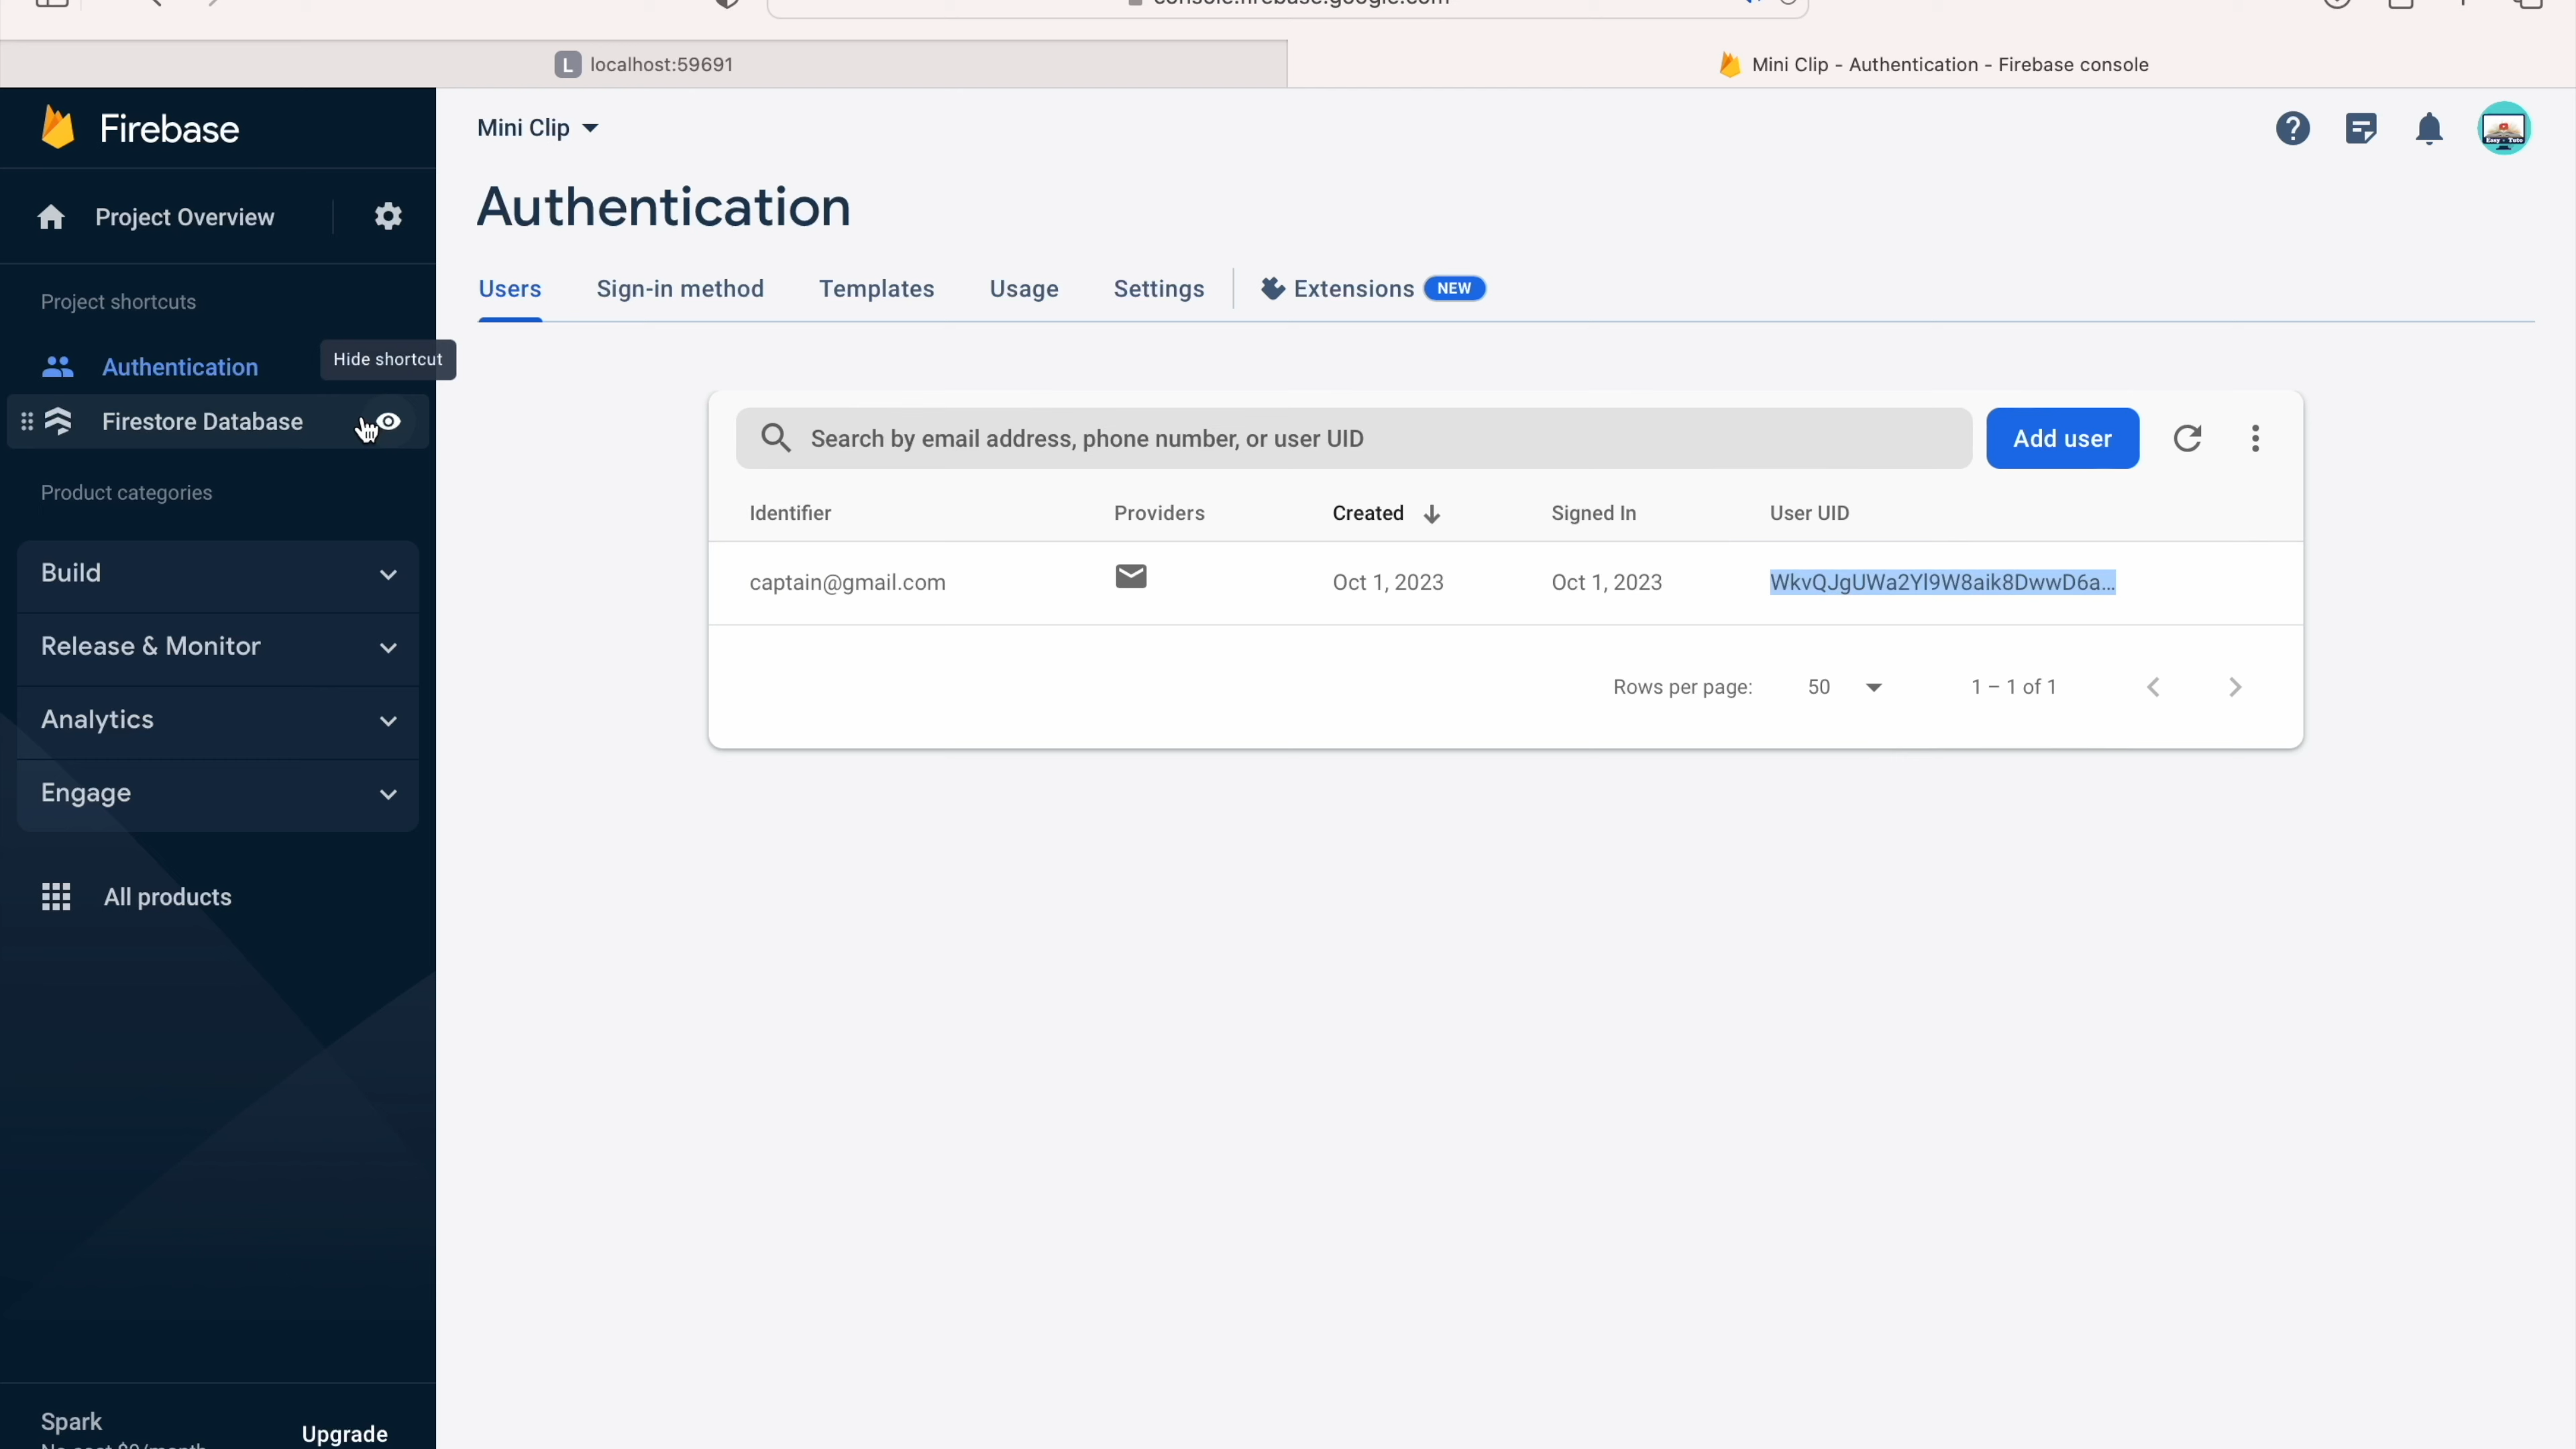 L localhost:59691
Mini Clip - Authentication - Firebase console
Firebase
Project Overview
Project shortcuts
Authentication
Hide shortcut
Firestore Database
Product categories
Build
Release & Monitor
Analytics
Engage
All products
Spark
Upgrade
Mini Clip
Authentication
Users Sign-in method Templates Usage Settings Extensions NEW
Search by email address, phone number, or user UID
Add user
Identifier Providers Created Signed In User UID
captain@gmail.com Oct 1, 2023 Oct 1, 2023 WkvQJgUWa2Yl9W8aik8DwwD6a...
Rows per page: 50 1 – 1 of 1